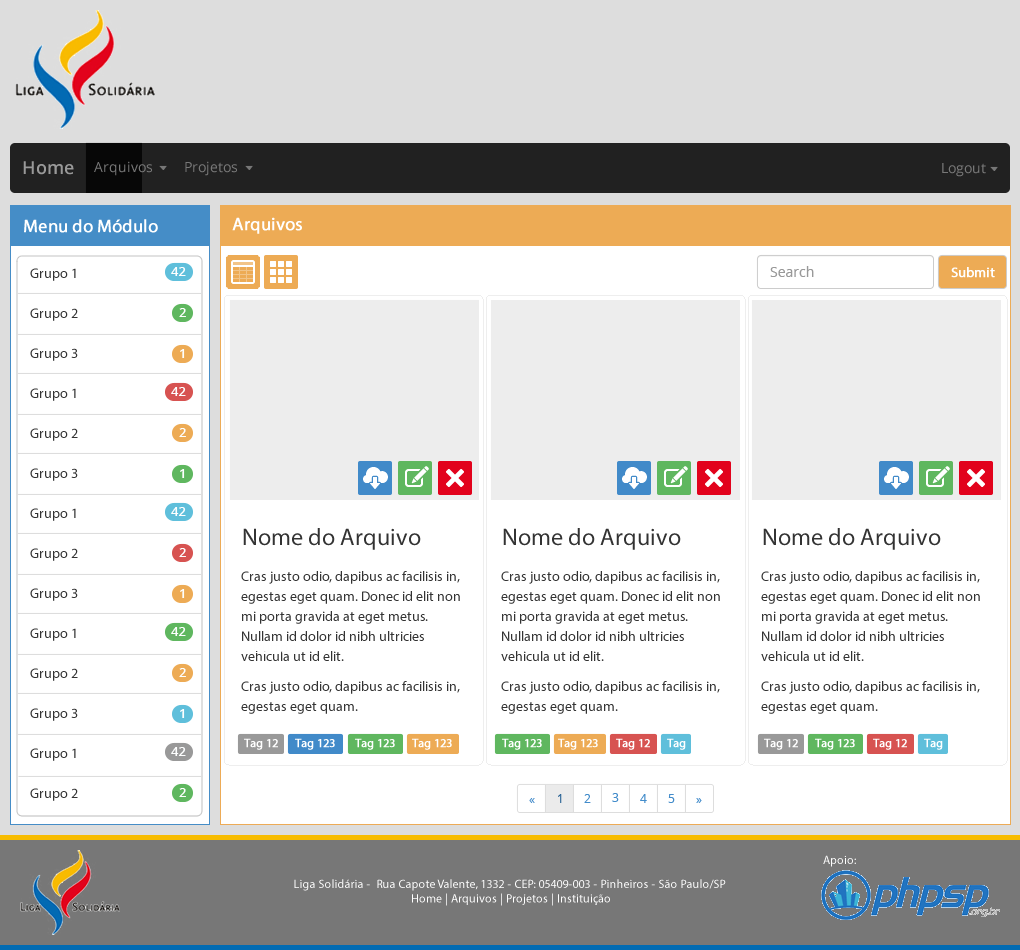 LIGA SOLIDÁRIA
Home Arquivos Projetos Logout
Menu do Módulo
Grupo 1 42
Grupo 2 2
Grupo 3 1
Grupo 1 42
Grupo 2 2
Grupo 3 1
Grupo 1 42
Grupo 2 2
Grupo 3 1
Grupo 1 42
Grupo 2 2
Grupo 3 1
Grupo 1 42
Grupo 2 2
Arquivos
Search Submit
Nome do Arquivo
Cras justo odio, dapibus ac facilisis in,
egestas eget quam. Donec id elit non
mi porta gravida at eget metus.
Nullam id dolor id nibh ultricies
vehicula ut id elit.
Cras justo odio, dapibus ac facilisis in,
egestas eget quam.
Tag 12 Tag 123 Tag 123 Tag 123
Nome do Arquivo
Cras justo odio, dapibus ac facilisis in,
egestas eget quam. Donec id elit non
mi porta gravida at eget metus.
Nullam id dolor id nibh ultricies
vehicula ut id elit.
Cras justo odio, dapibus ac facilisis in,
egestas eget quam.
Tag 123 Tag 123 Tag 12 Tag
Nome do Arquivo
Cras justo odio, dapibus ac facilisis in,
egestas eget quam. Donec id elit non
mi porta gravida at eget metus.
Nullam id dolor id nibh ultricies
vehicula ut id elit.
Cras justo odio, dapibus ac facilisis in,
egestas eget quam.
Tag 12 Tag 123 Tag 12 Tag
« 1 2 3 4 5 »
LIGA SOLIDÁRIA
Liga Solidária - Rua Capote Valente, 1332 - CEP: 05409-003 - Pinheiros - São Paulo/SP
Home | Arquivos | Projetos | Instituição
Apoio:
phpsp
.org.br